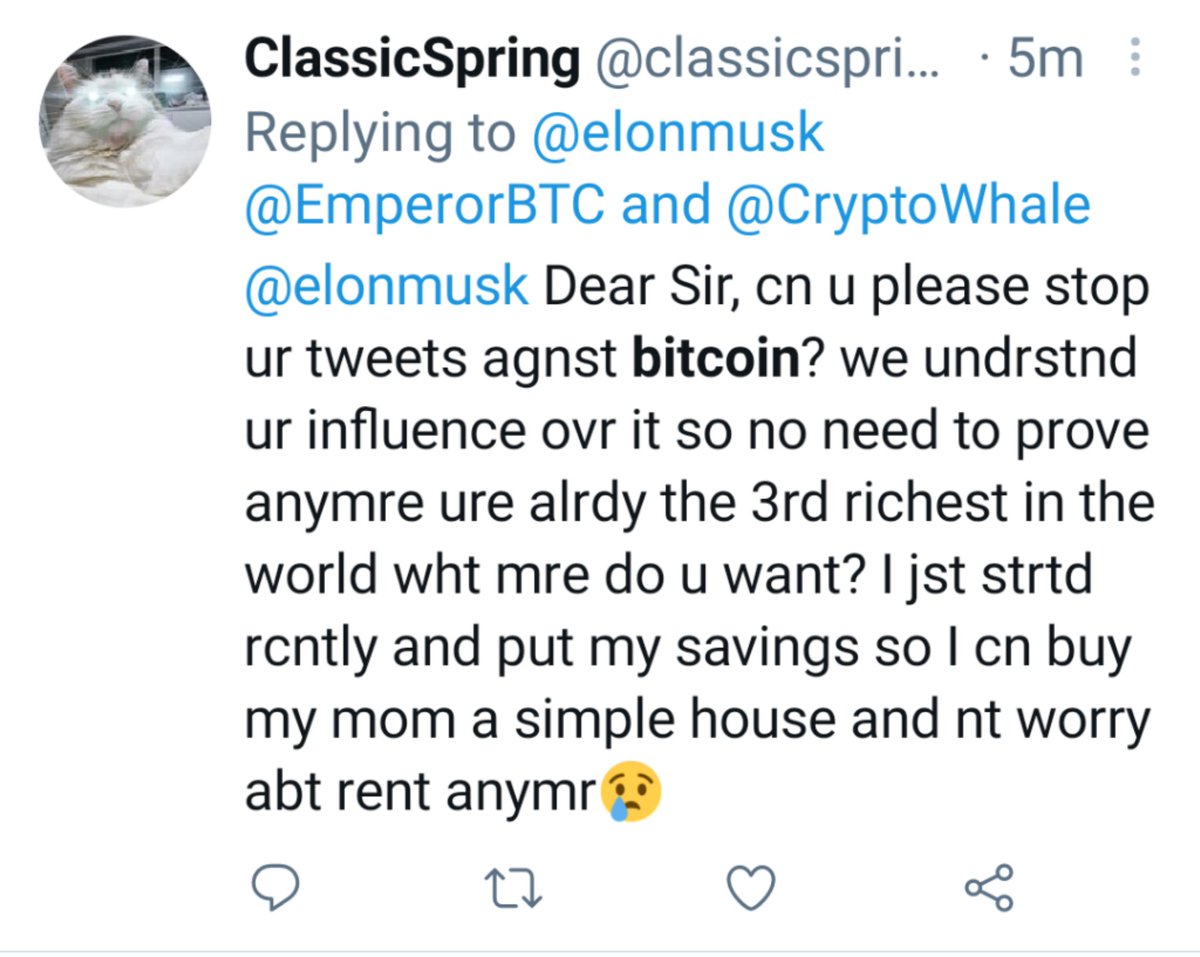 ClassicSpring @classicspri... · 5m
Replying to @elonmusk
@EmperorBTC and @CryptoWhale
@elonmusk Dear Sir, cn u please stop
ur tweets agnst bitcoin? we undrstnd
ur influence ovr it so no need to prove
anymre ure alrdy the 3rd richest in the
world wht mre do u want? I jst strtd
rcntly and put my savings so I cn buy
my mom a simple house and nt worry
abt rent anymr😢